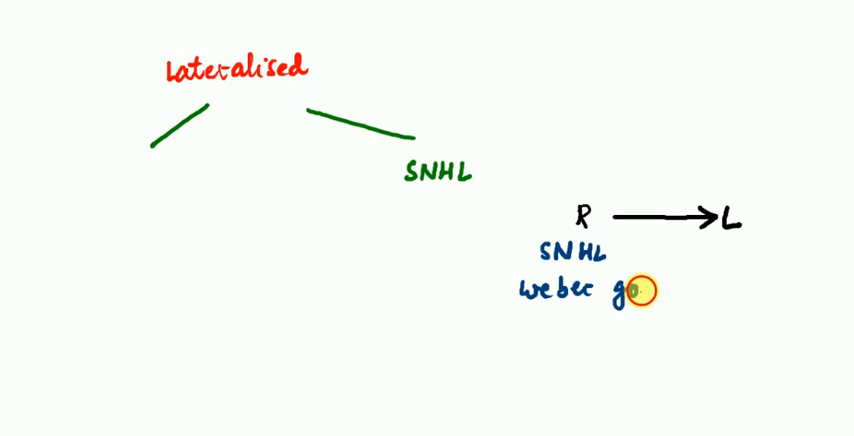 Lateralised
SNHL
R → L
SNHL
weber go